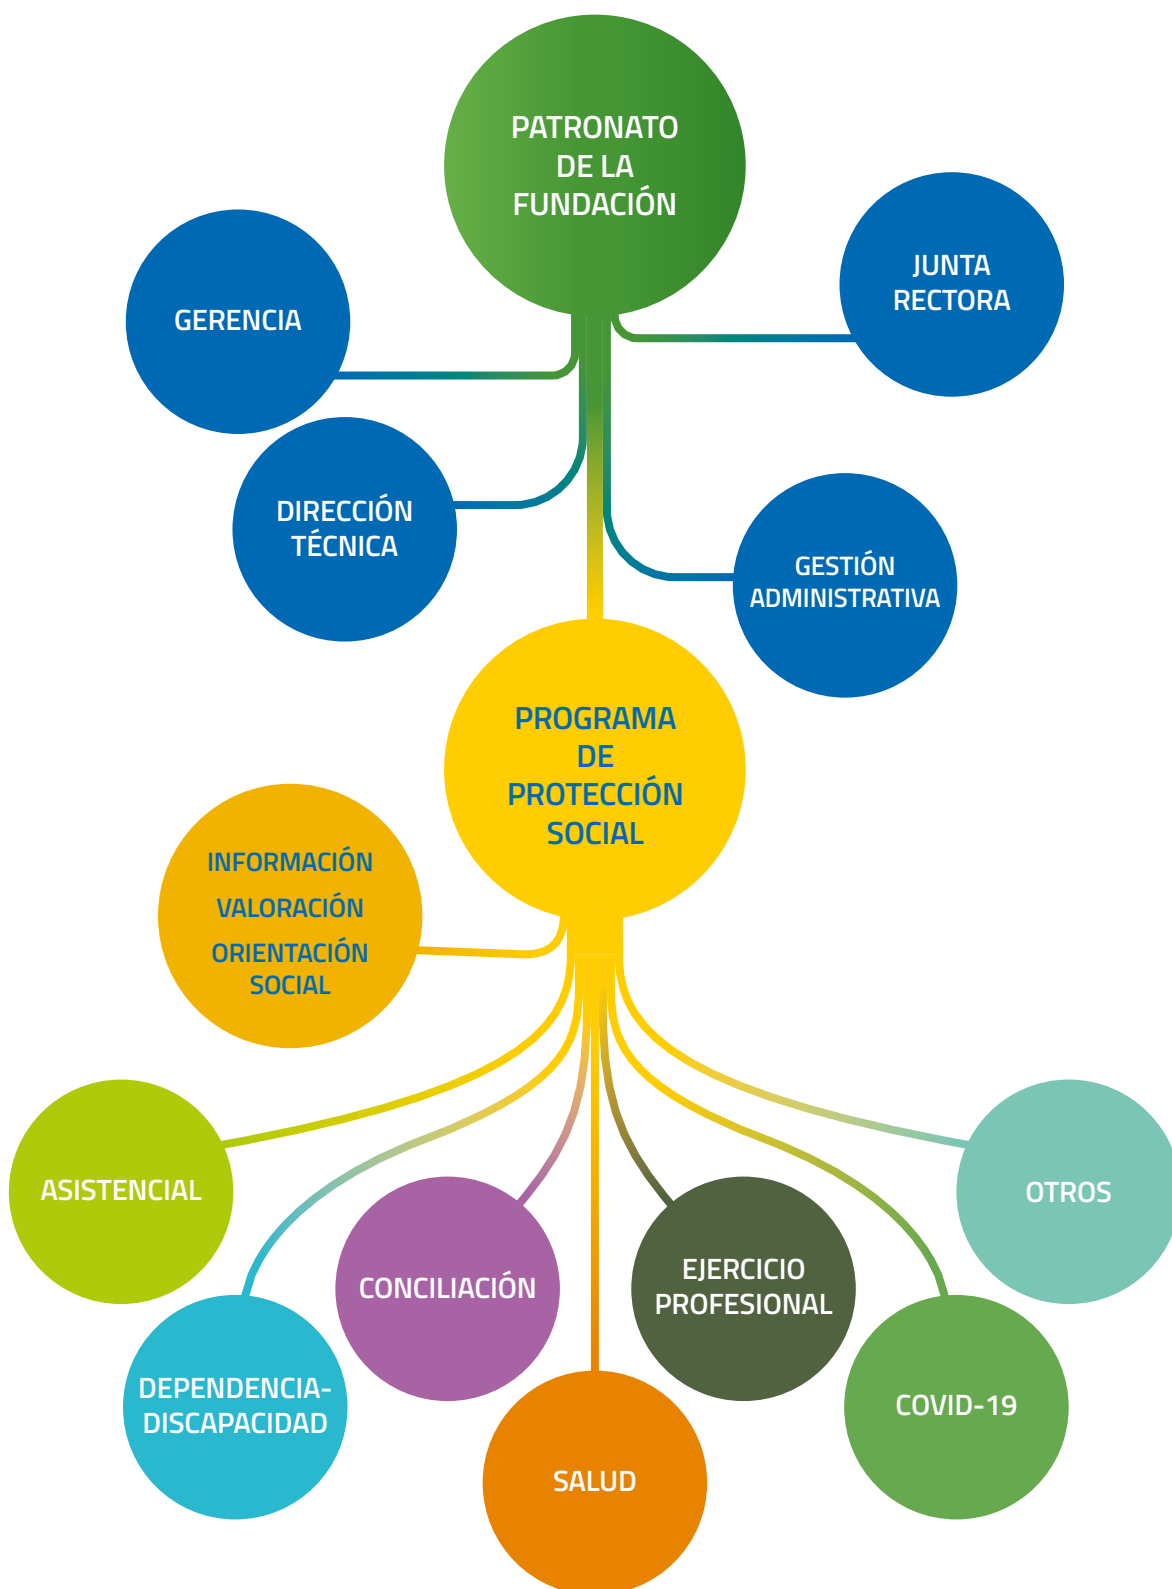 PATRONATO
DE LA
FUNDACIÓN
JUNTA
RECTORA
GERENCIA
DIRECCIÓN
TÉCNICA
GESTIÓN
ADMINISTRATIVA
PROGRAMA
DE
PROTECCIÓN
SOCIAL
INFORMACIÓN
VALORACIÓN
ORIENTACIÓN
SOCIAL
ASISTENCIAL
DEPENDENCIA-
DISCAPACIDAD
CONCILIACIÓN
SALUD
EJERCICIO
PROFESIONAL
COVID-19
OTROS